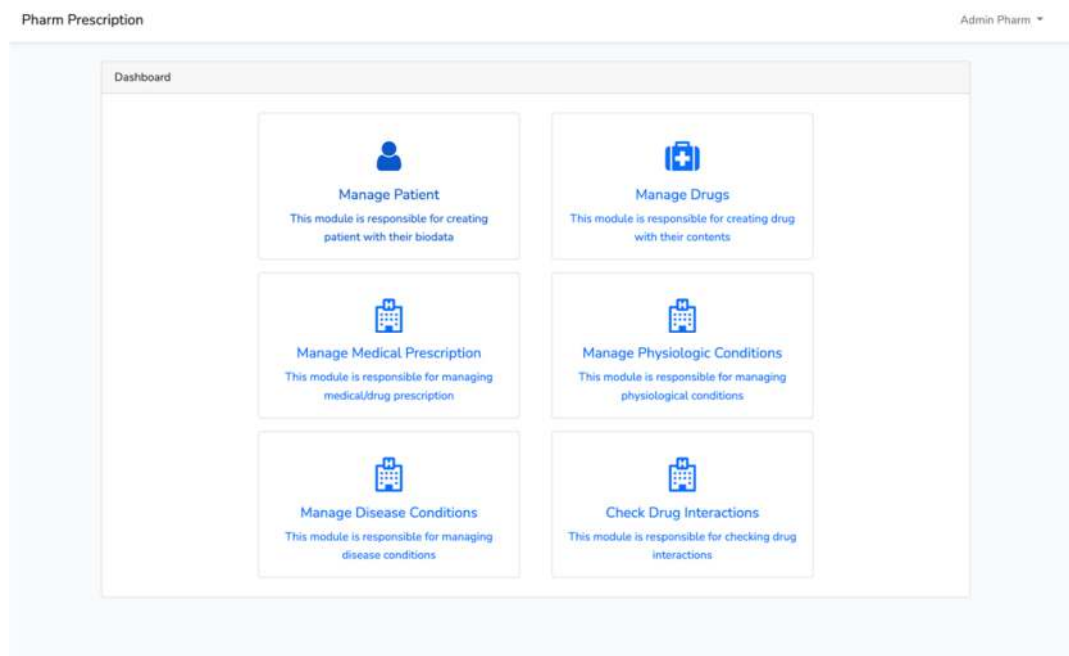 Pharm Prescription
Admin Pharm
Dashboard
Manage Patient
This module is responsible for creating
patient with their biodata
Manage Drugs
This module is responsible for creating drug
with their contents
Manage Medical Prescription
This module is responsible for managing
medical/drug prescription
Manage Physiologic Conditions
This module is responsible for managing
physiological conditions
Manage Disease Conditions
This module is responsible for managing
disease conditions
Check Drug Interactions
This module is responsible for checking drug
interactions